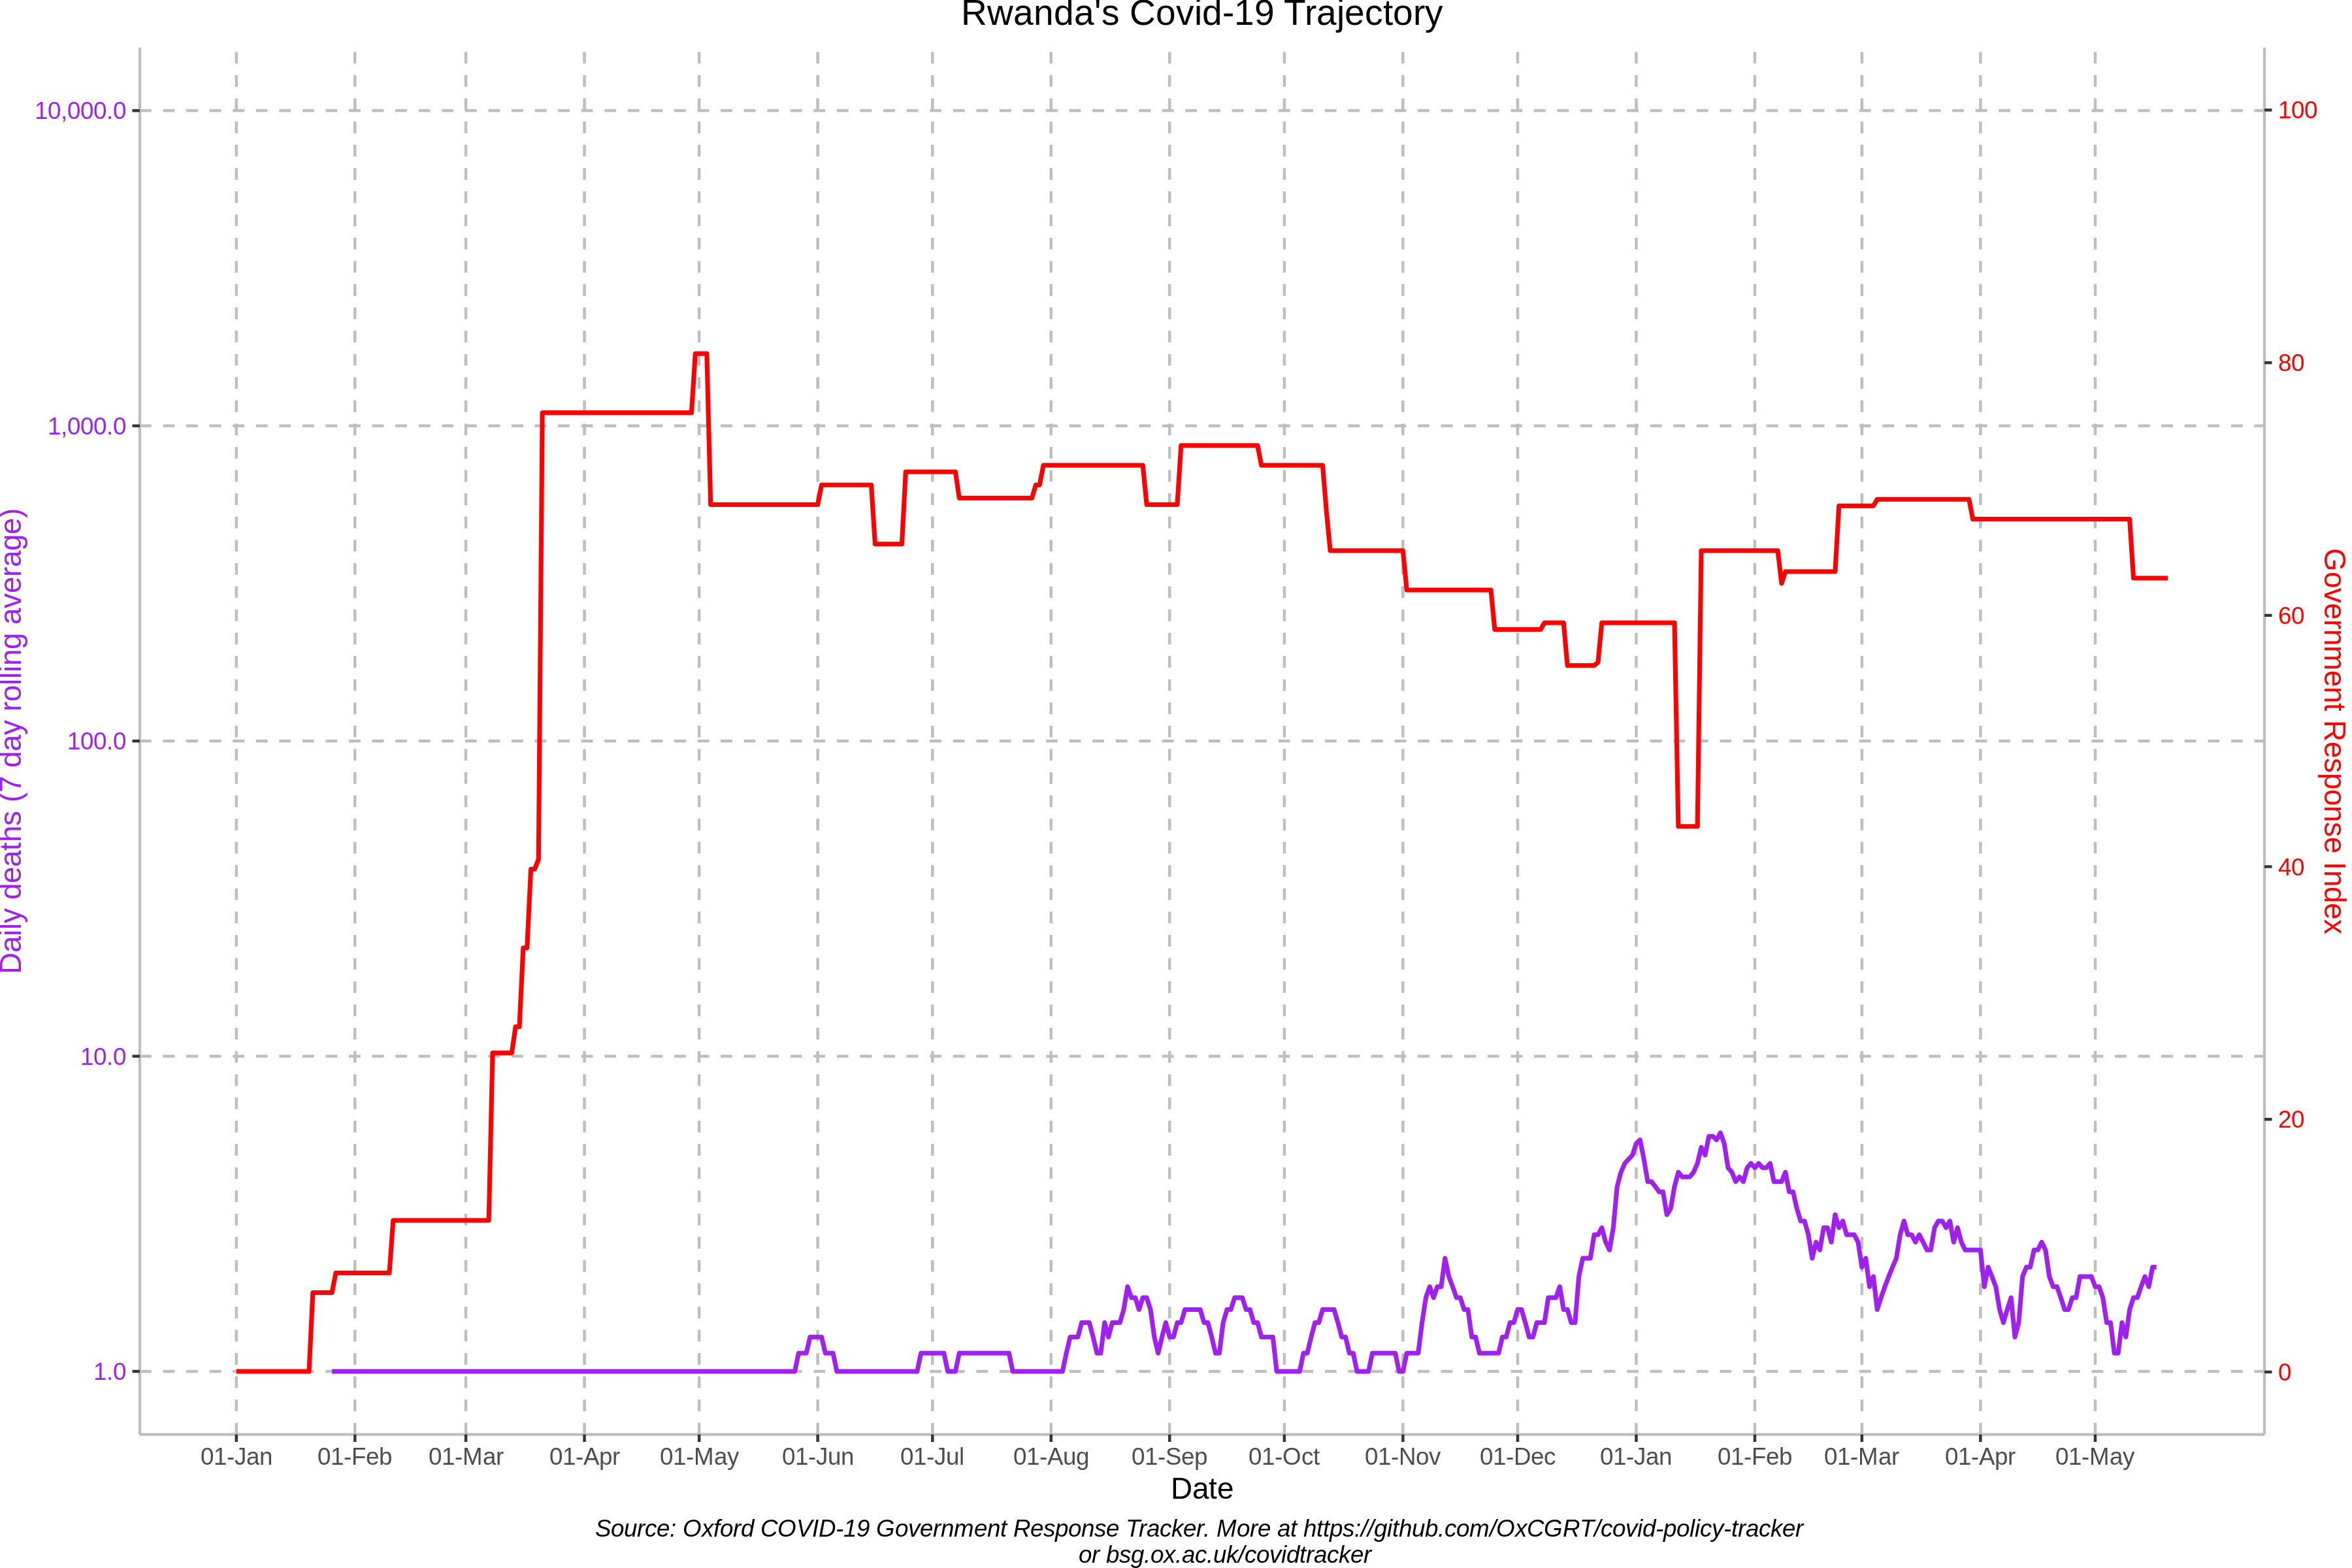 Rwanda's Covid-19 Trajectory
10,000.0
1,000.0
100.0
10.0
1.0
Daily deaths (7 day rolling average)
100
80
60
40
20
0
Government Response Index
01-Jan 01-Feb 01-Mar 01-Apr 01-May 01-Jun 01-Jul 01-Aug 01-Sep 01-Oct 01-Nov 01-Dec 01-Jan 01-Feb 01-Mar 01-Apr 01-May
Date
Source: Oxford COVID-19 Government Response Tracker. More at https://github.com/OxCGRT/covid-policy-tracker
or bsg.ox.ac.uk/covidtracker